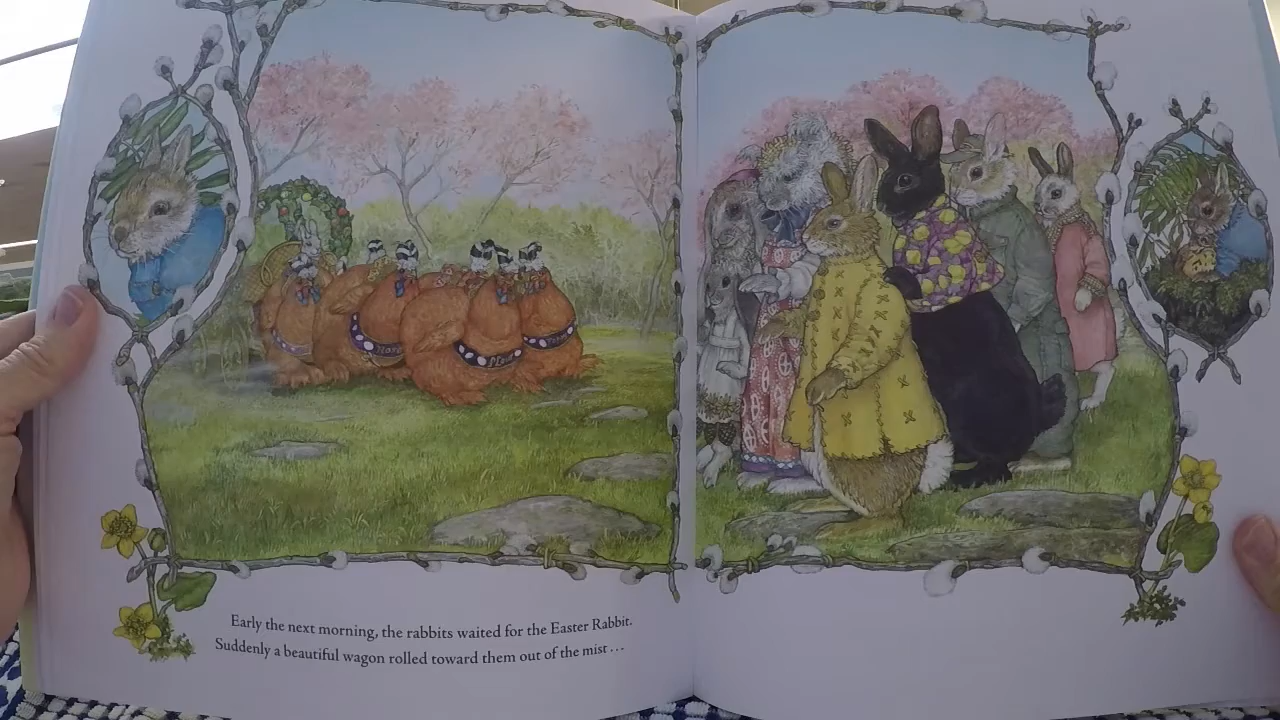 Early the next morning, the rabbits waited for the Easter Rabbit.
Suddenly a beautiful wagon rolled toward them out of the mist...